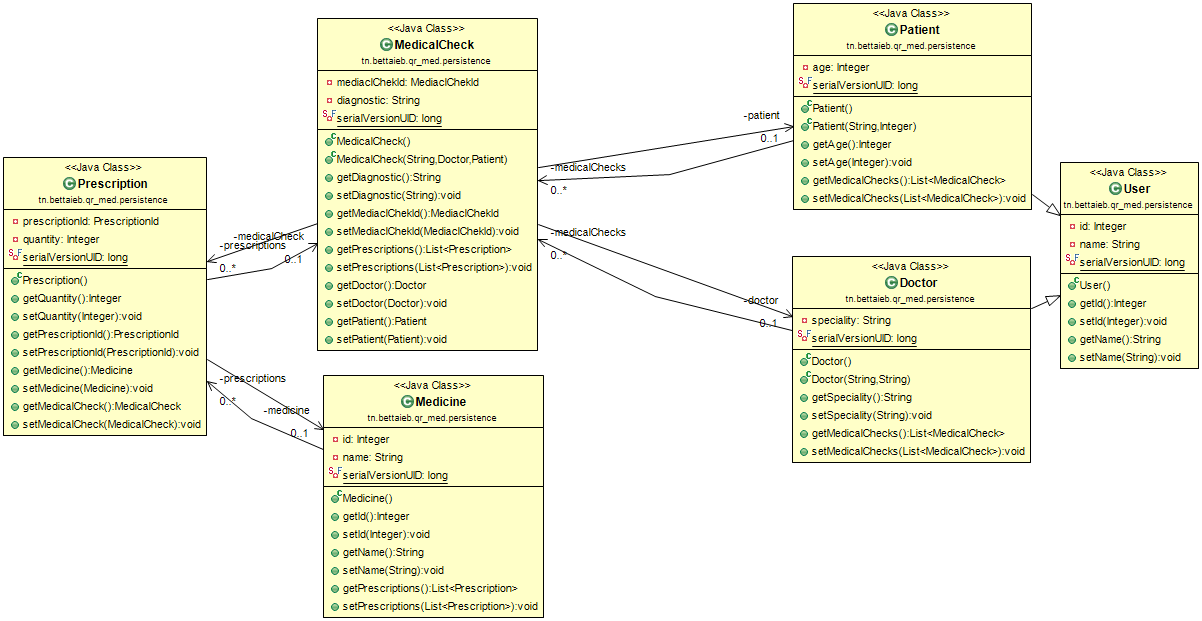 <<Java Class>>
MedicalCheck
tn.bettaieb.qr_med.persistence
mediaclChekId: MediaclChekId
diagnostic: String
serialVersionUID: long
MedicalCheck()
MedicalCheck(String,Doctor,Patient)
getDiagnostic():String
setDiagnostic(String):void
getMediaclChekId():MediaclChekId
setMediaclChekId(MediaclChekId):void
getPrescriptions():List<Prescription>
setPrescriptions(List<Prescription>):void
getDoctor():Doctor
setDoctor(Doctor):void
getPatient():Patient
setPatient(Patient):void
<<Java Class>>
Patient
tn.bettaieb.qr_med.persistence
age: Integer
serialVersionUID: long
Patient()
Patient(String,Integer)
getAge():Integer
setAge(Integer):void
getMedicalChecks():List<MedicalCheck>
setMedicalChecks(List<MedicalCheck>):void
<<Java Class>>
Prescription
tn.bettaieb.qr_med.persistence
prescriptionId: PrescriptionId
quantity: Integer
serialVersionUID: long
Prescription()
getQuantity():Integer
setQuantity(Integer):void
getPrescriptionId():PrescriptionId
setPrescriptionId(PrescriptionId):void
getMedicine():Medicine
setMedicine(Medicine):void
getMedicalCheck():MedicalCheck
setMedicalCheck(MedicalCheck):void
<<Java Class>>
User
tn.bettaieb.qr_med.persistence
id: Integer
name: String
serialVersionUID: long
User()
getId():Integer
setId(Integer):void
getName():String
setName(String):void
<<Java Class>>
Doctor
tn.bettaieb.qr_med.persistence
speciality: String
serialVersionUID: long
Doctor()
Doctor(String,String)
getSpeciality():String
setSpeciality(String):void
getMedicalChecks():List<MedicalCheck>
setMedicalChecks(List<MedicalCheck>):void
<<Java Class>>
Medicine
tn.bettaieb.qr_med.persistence
id: Integer
name: String
serialVersionUID: long
Medicine()
getId():Integer
setId(Integer):void
getName():String
setName(String):void
getPrescriptions():List<Prescription>
setPrescriptions(List<Prescription>):void
-patient
0..1
-medicalChecks
0..*
-medicalChecks
0..*
-doctor
0..1
-medicalCheck
-prescriptions
0..1
0..*
-prescriptions
0..*
-medicine
0..1